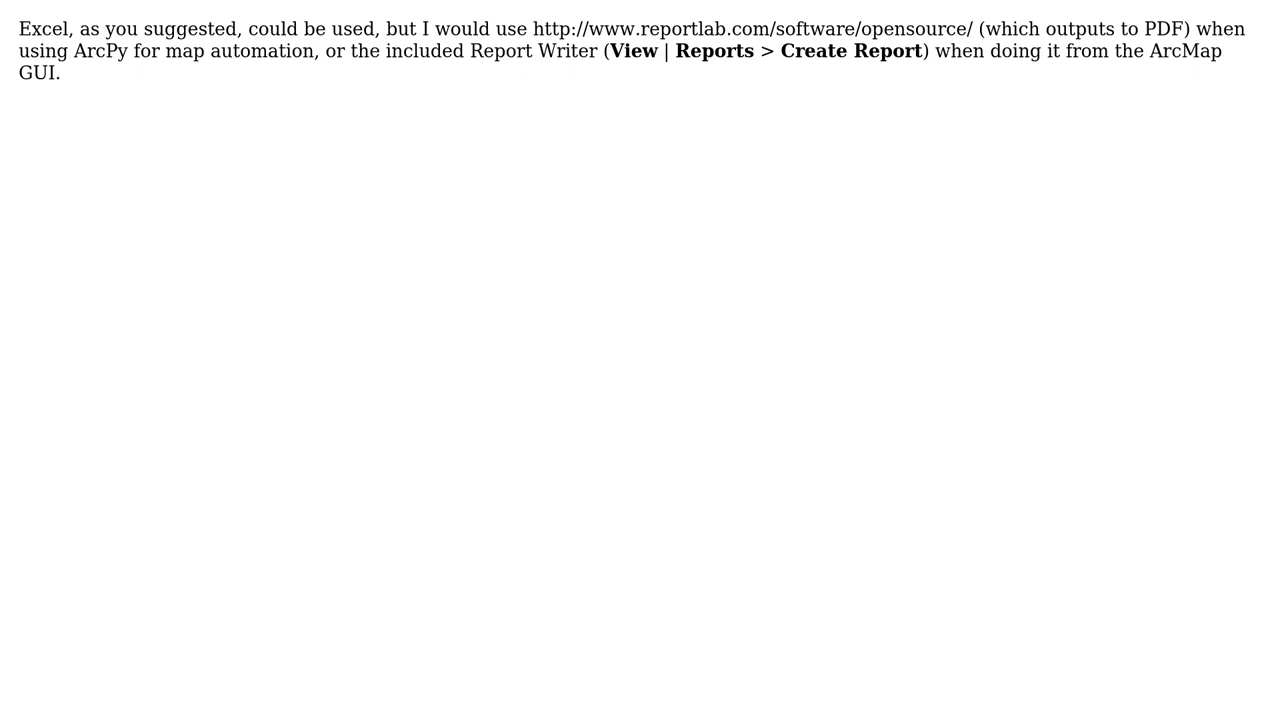 Excel, as you suggested, could be used, but I would use http://www.reportlab.com/software/opensource/ (which outputs to PDF) when
using ArcPy for map automation, or the included Report Writer (View | Reports > Create Report) when doing it from the ArcMap
GUI.